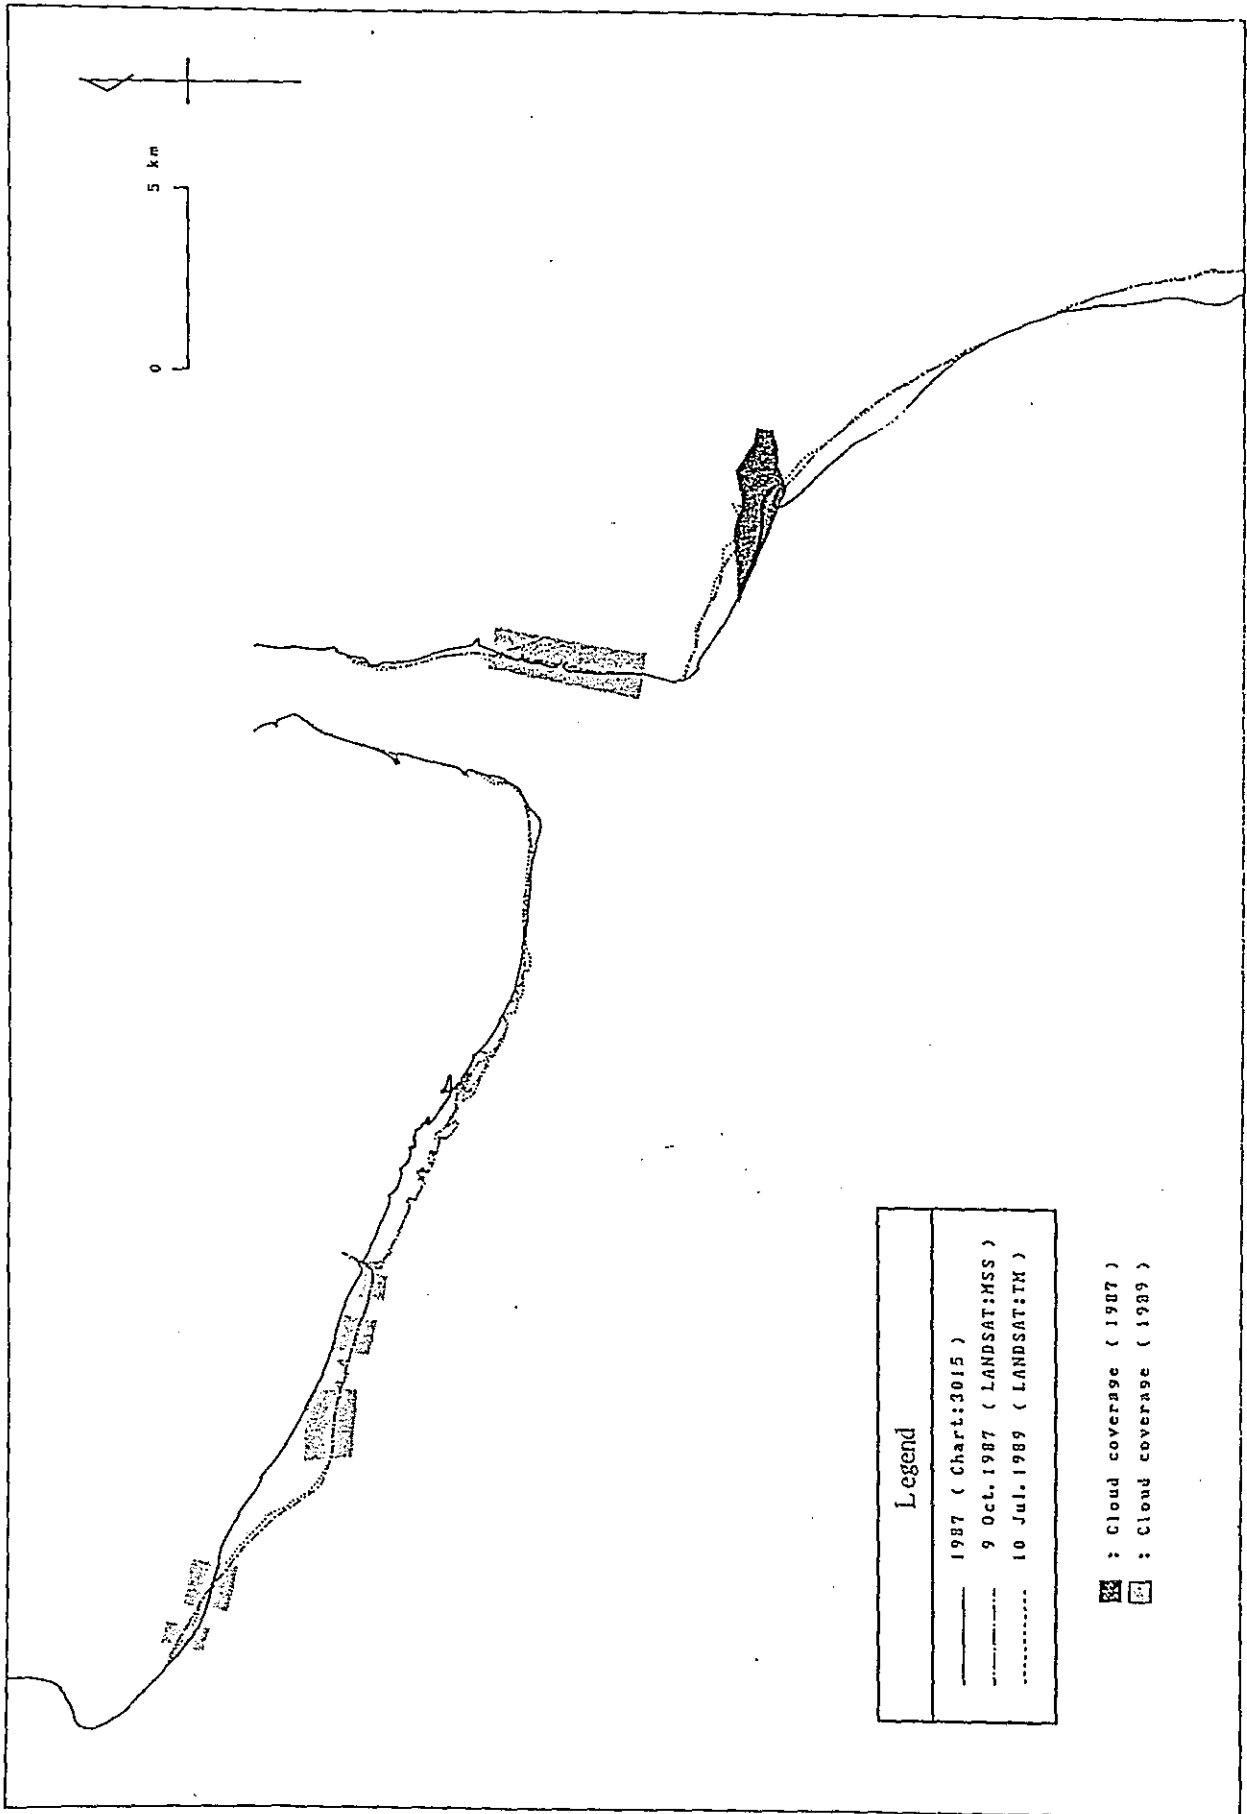 0 5 km
Legend
1987 ( Chart:3015 )
9 Oct.1987 ( LANDSAT:MSS )
10 Jul.1989 ( LANDSAT:TM )
: Cloud coverage ( 1987 )
: Cloud coverage ( 1989 )